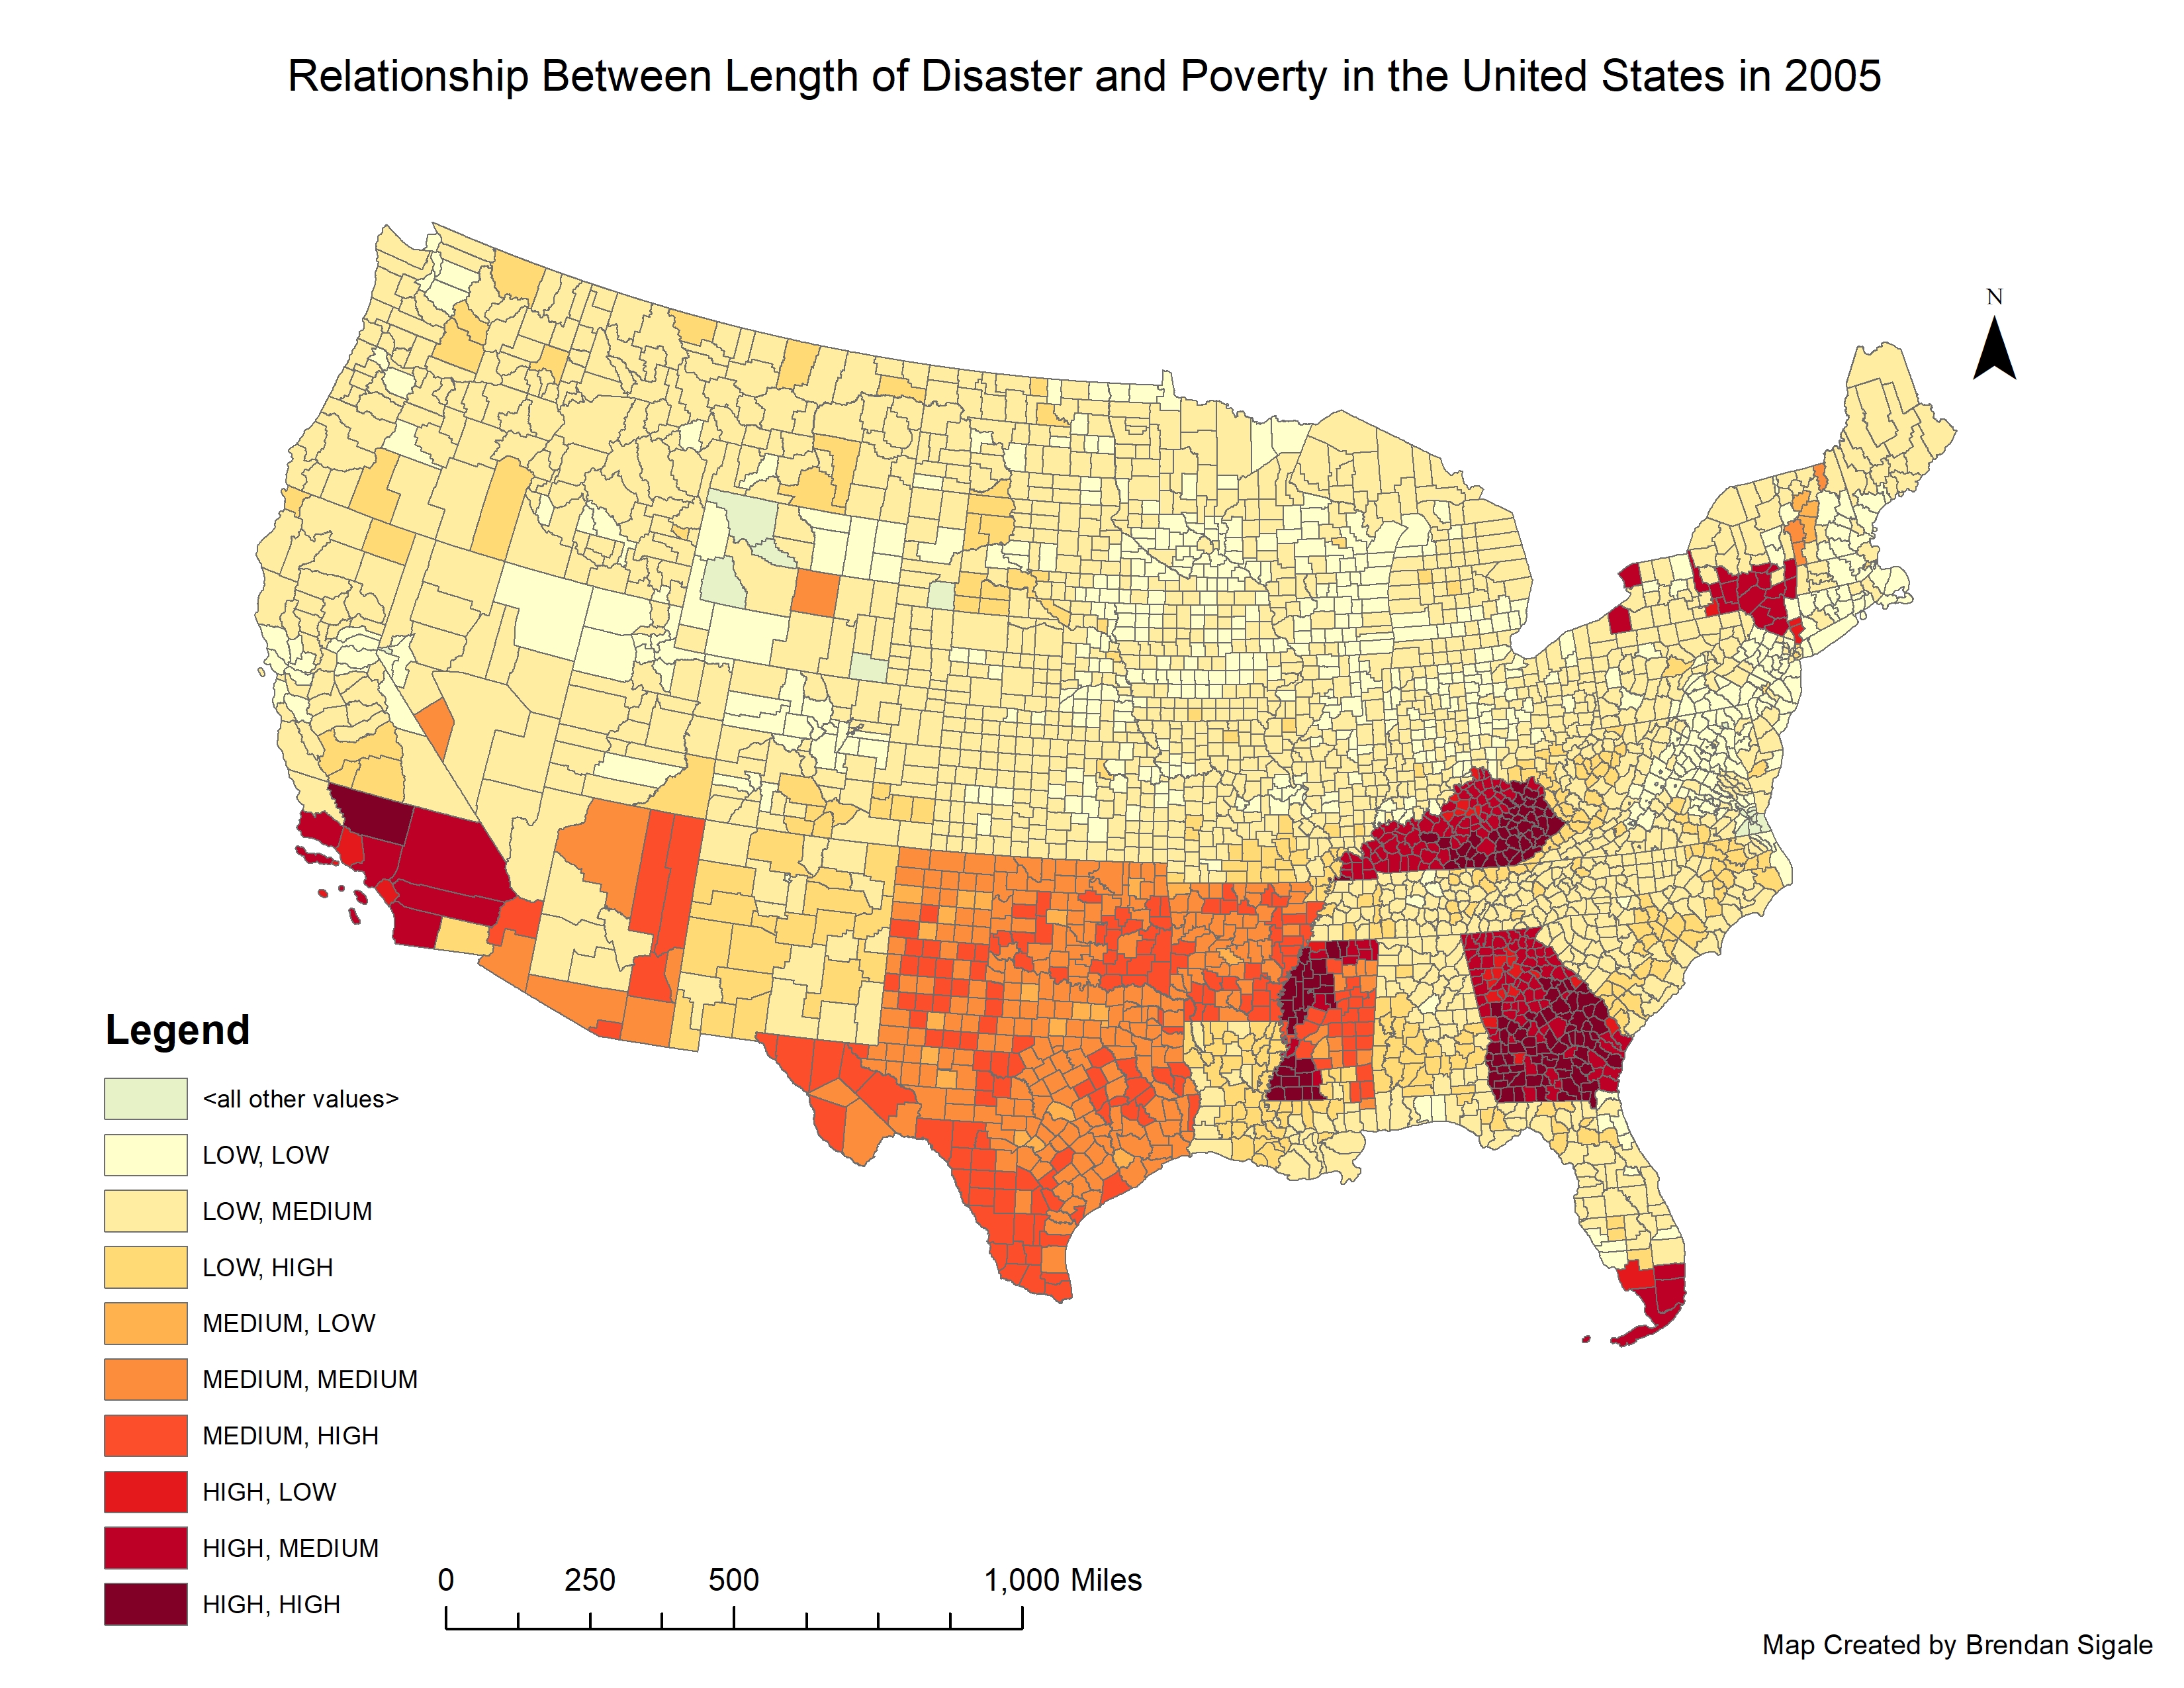 Relationship Between Length of Disaster and Poverty in the United States in 2005
N
Legend
<all other values>
LOW, LOW
LOW, MEDIUM
LOW, HIGH
MEDIUM, LOW
MEDIUM, MEDIUM
MEDIUM, HIGH
HIGH, LOW
HIGH, MEDIUM
HIGH, HIGH
0 250 500 1,000 Miles
Map Created by Brendan Sigale